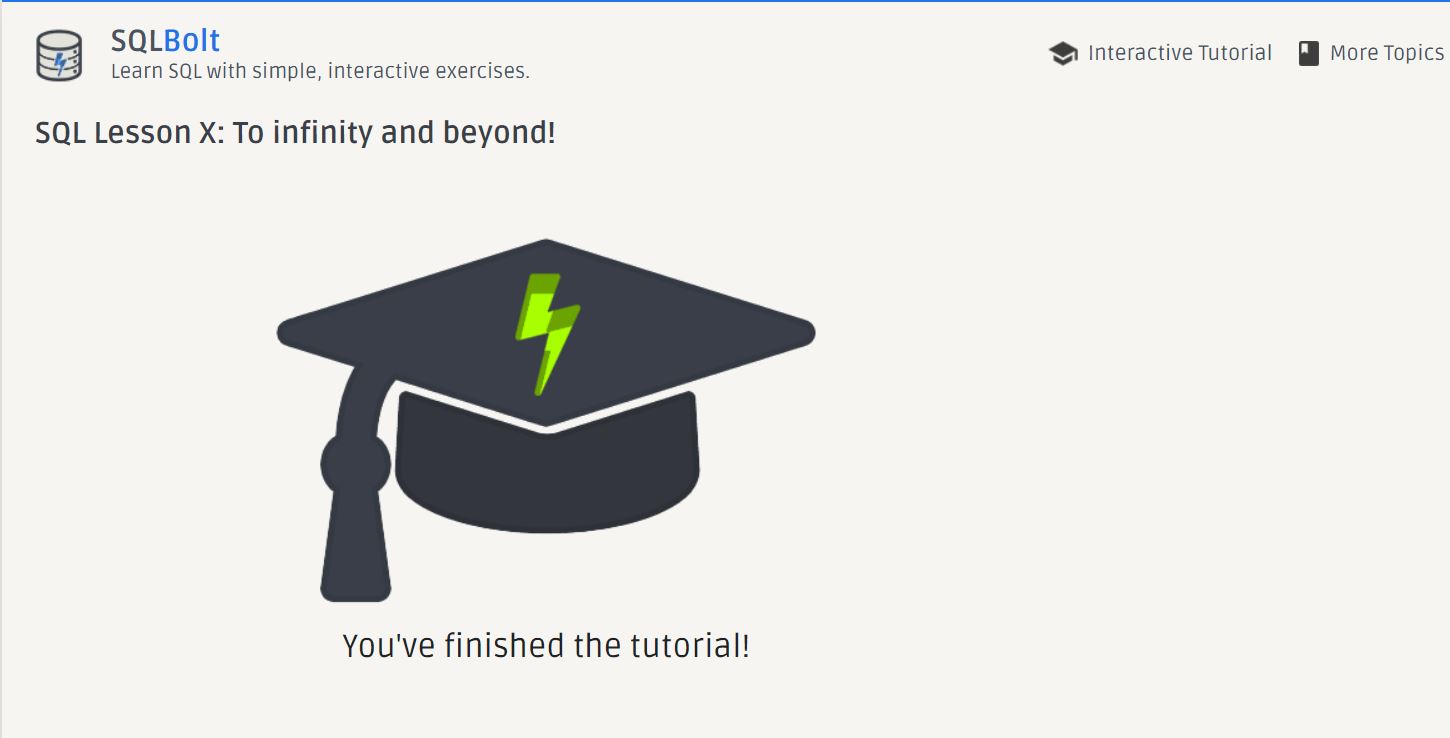 SQLBolt
Learn SQL with simple, interactive exercises.
Interactive Tutorial
More Topics
SQL Lesson X: To infinity and beyond!
You've finished the tutorial!